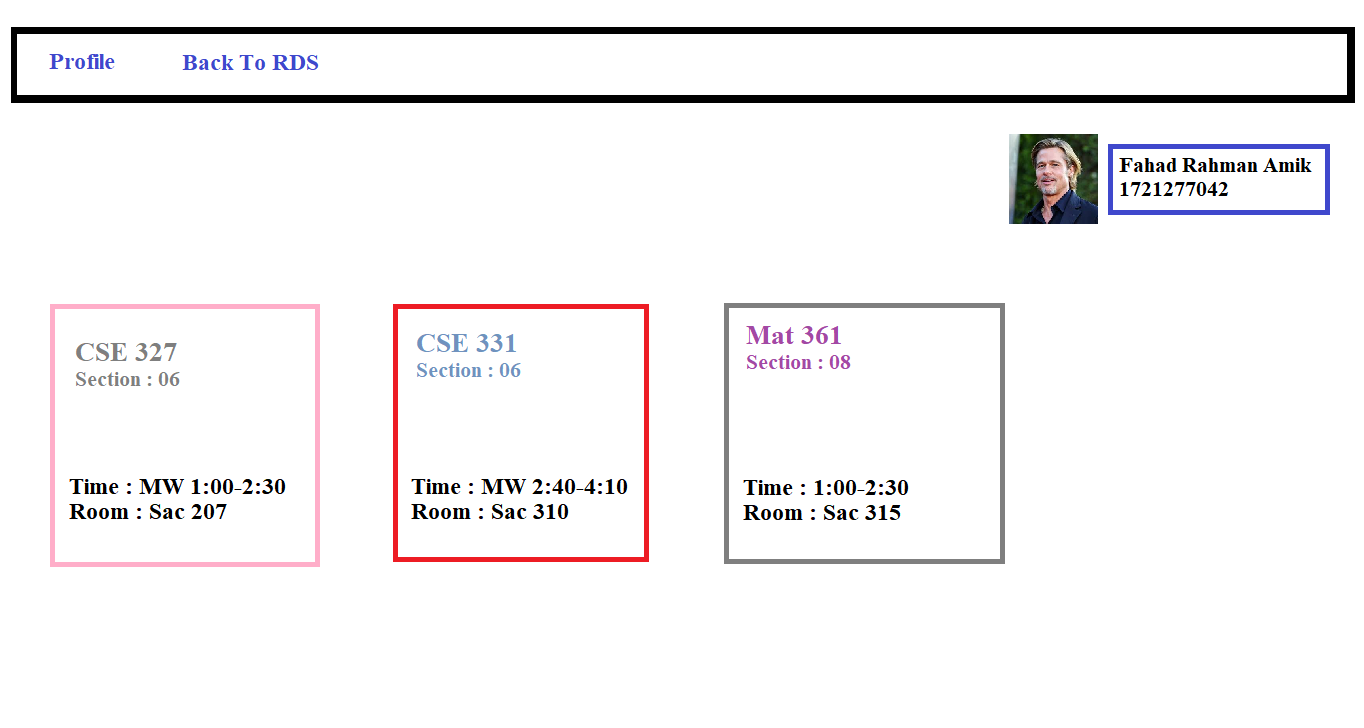 Profile
Back To RDS
Fahad Rahman Amik
1721277042
CSE 327
Section : 06
Time : MW 1:00-2:30
Room : Sac 207
CSE 331
Section : 06
Time : MW 2:40-4:10
Room : Sac 310
Mat 361
Section : 08
Time : 1:00-2:30
Room : Sac 315